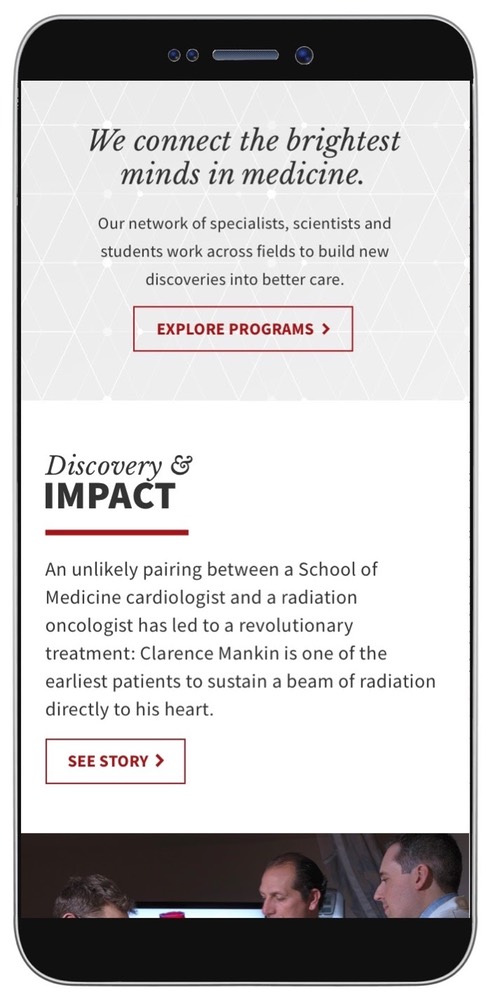 We connect the brightest
minds in medicine.
Our network of specialists, scientists and
students work across fields to build new
discoveries into better care.
EXPLORE PROGRAMS >
Discovery &
IMPACT
An unlikely pairing between a School of
Medicine cardiologist and a radiation
oncologist has led to a revolutionary
treatment: Clarence Mankin is one of the
earliest patients to sustain a beam of radiation
directly to his heart.
SEE STORY >